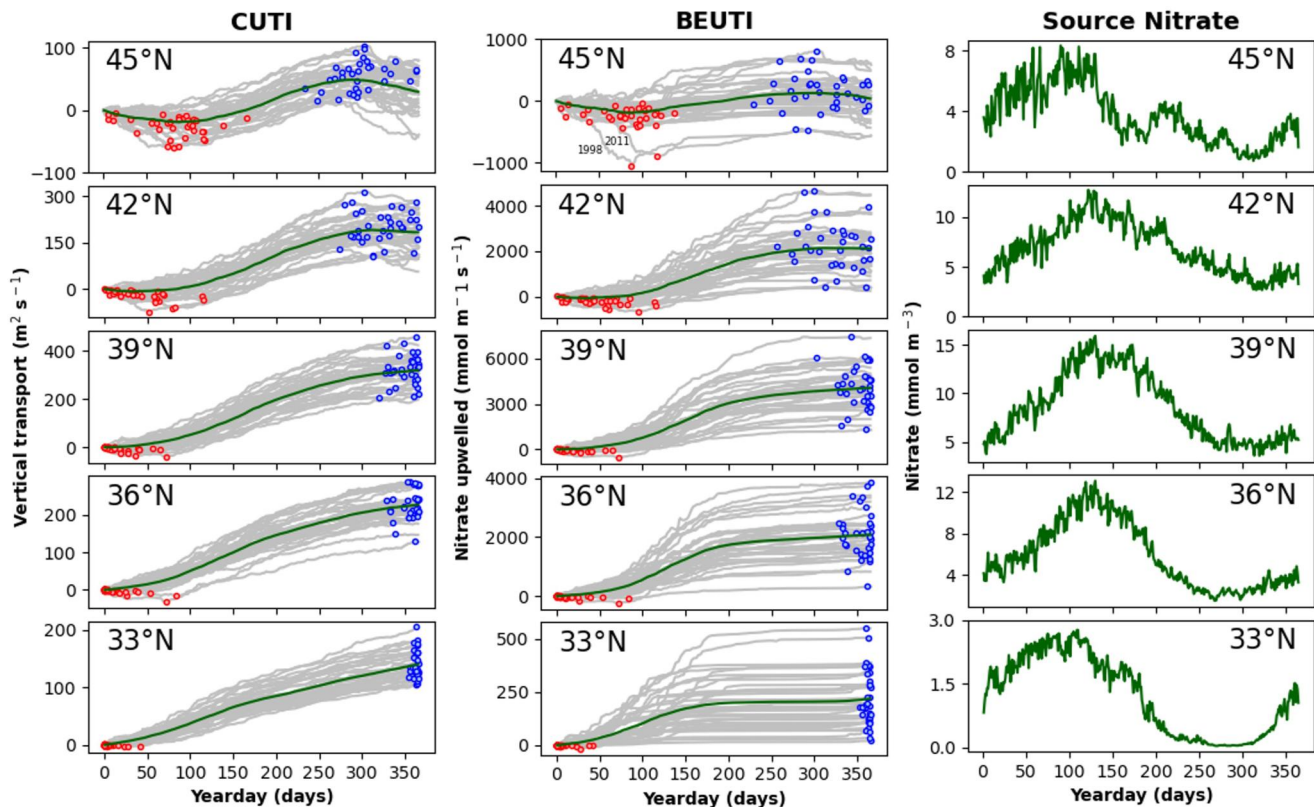 CUTI
BEUTI
Source Nitrate
100
0
−100
45°N
1000
0
−1000
45°N
1998
2011
8
4
0
45°N
300
150
0
42°N
4000
2000
0
42°N
10
5
0
42°N
400
200
0
39°N
6000
3000
0
39°N
15
10
5
39°N
200
100
0
36°N
4000
2000
0
36°N
12
8
4
36°N
200
100
0
33°N
500
250
0
33°N
3.0
1.5
0.0
33°N
0 50 100 150 200 250 300 350
0 50 100 150 200 250 300 350
0 50 100 150 200 250 300 350
Yearday (days)
Yearday (days)
Yearday (days)
Vertical transport (m² s⁻¹)
Nitrate upwelled (mmol m⁻¹ s⁻¹)
Nitrate (mmol m⁻³)